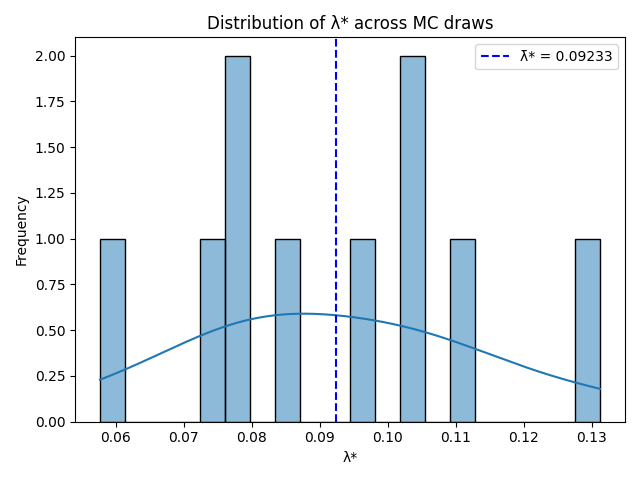 Distribution of λ* across MC draws
λ̄* = 0.09233
Frequency
2.00
1.75
1.50
1.25
1.00
0.75
0.50
0.25
0.00
0.06 0.07 0.08 0.09 0.10 0.11 0.12 0.13
λ*